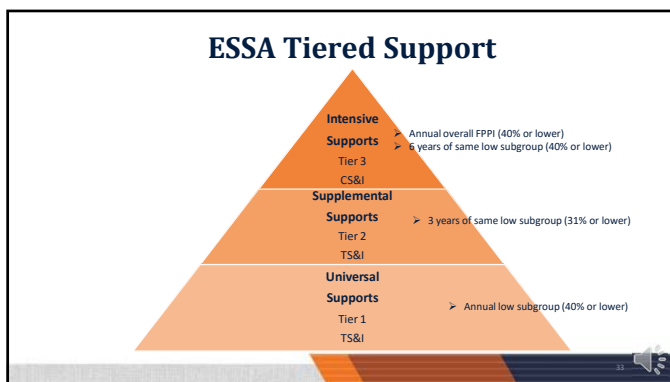 ESSA Tiered Support
Intensive
Supports
Tier 3
CS&I
➢ Annual overall FPPI (40% or lower)
➢ 6 years of same low subgroup (40% or lower)
Supplemental
Supports
Tier 2
TS&I
➢ 3 years of same low subgroup (31% or lower)
Universal
Supports
Tier 1
TS&I
➢ Annual low subgroup (40% or lower)
33